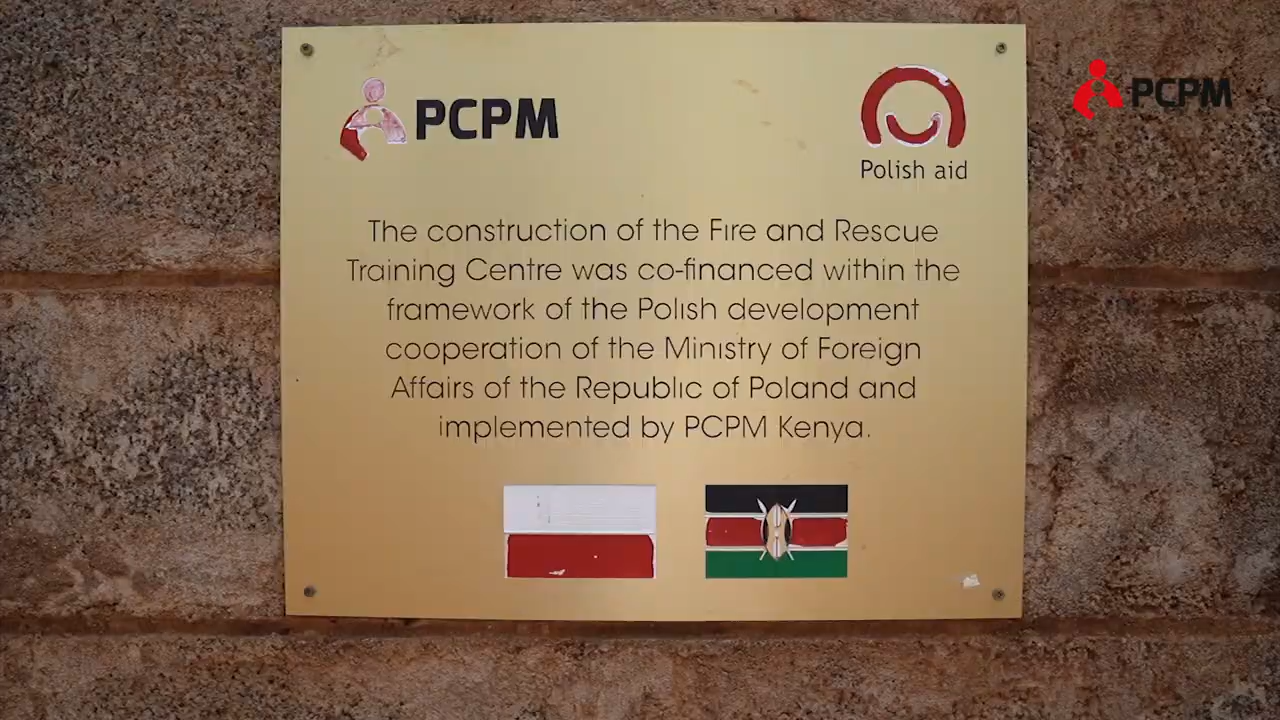 PCPM
Polish aid
PCPM
The construction of the Fire and Rescue
Training Centre was co-financed within the
framework of the Polish development
cooperation of the Ministry of Foreign
Affairs of the Republic of Poland and
implemented by PCPM Kenya.